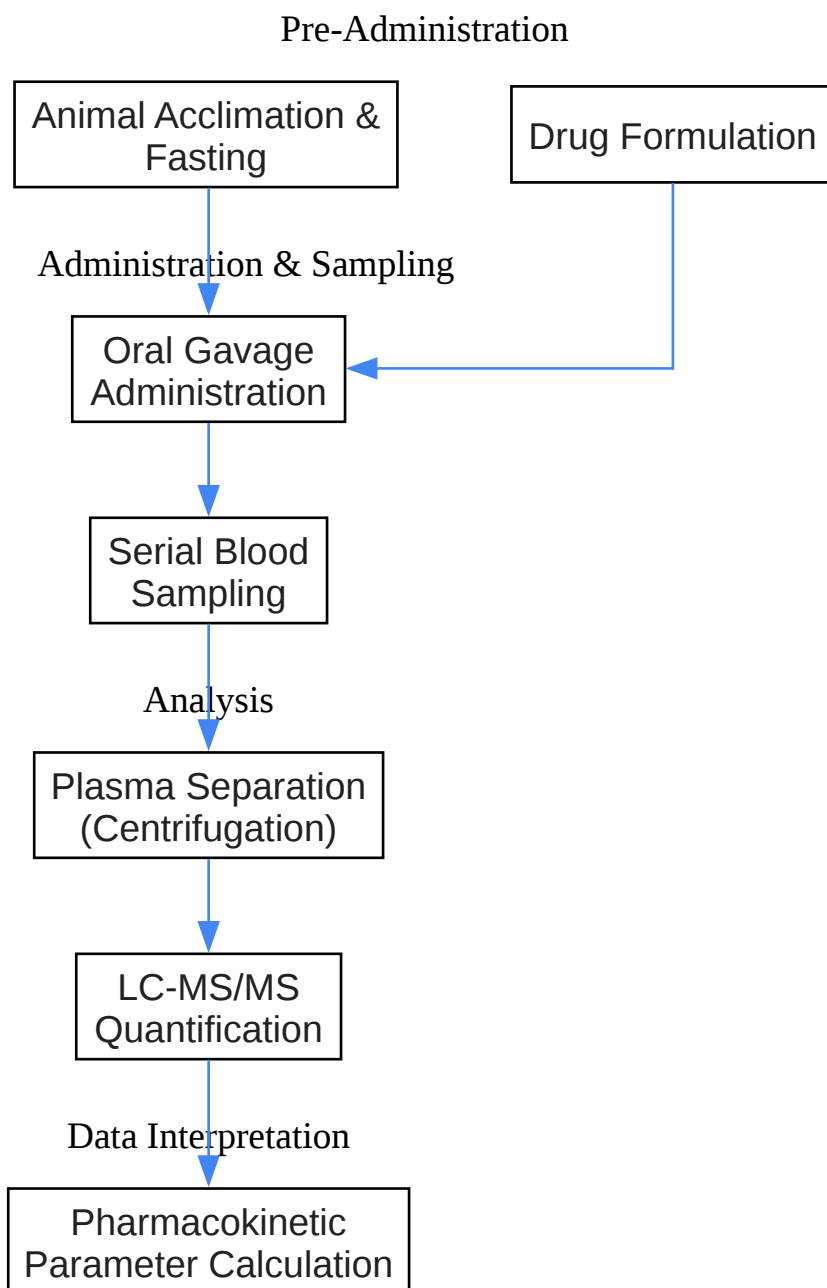 Pre-Administration
Animal Acclimation &
Fasting
Drug Formulation
Administration & Sampling
Oral Gavage
Administration
Serial Blood
Sampling
Analysis
Plasma Separation
(Centrifugation)
LC-MS/MS
Quantification
Data Interpretation
Pharmacokinetic
Parameter Calculation